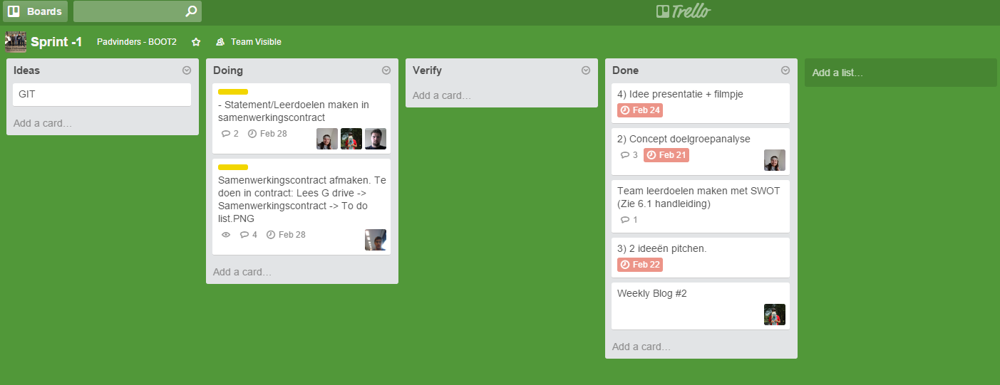 Boards
Trello
Sprint -1
Padvinders - BOOT2
Team Visible
Ideas
GIT
Add a card...
Doing
- Statement/Leerdoelen maken in
samenwerkingscontract
2
Feb 28
Samenwerkingscontract afmaken. Te
doen in contract: Lees G drive ->
Samenwerkingscontract -> To do
list.PNG
4
Feb 28
Add a card...
Verify
Add a card...
Done
4) Idee presentatie + filmpje
Feb 24
2) Concept doelgroepanalyse
3
Feb 21
Team leerdoelen maken met SWOT
(Zie 6.1 handleiding)
1
3) 2 ideeën pitchen.
Feb 22
Weekly Blog #2
Add a card...
Add a list...